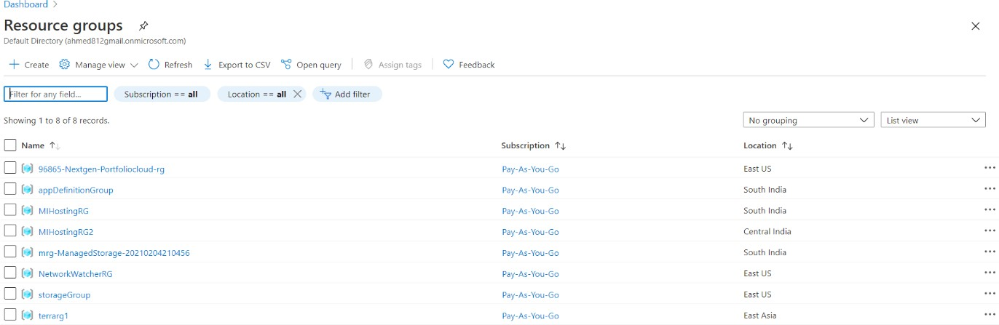 Dashboard >
Resource groups
Default Directory (ahmed812gmail.onmicrosoft.com)
Create Manage view Refresh Export to CSV Open query Assign tags Feedback
Filter for any field... Subscription == all Location == all Add filter
Showing 1 to 8 of 8 records. No grouping List view
Name Subscription Location
96865-Nextgen-Portfoliocloud-rg Pay-As-You-Go East US
appDefinitionGroup Pay-As-You-Go South India
MIHostingRG Pay-As-You-Go South India
MIHostingRG2 Pay-As-You-Go Central India
mrg-ManagedStorage-20210204210456 Pay-As-You-Go South India
NetworkWatcherRG Pay-As-You-Go East US
storageGroup Pay-As-You-Go East US
terrarg1 Pay-As-You-Go East Asia